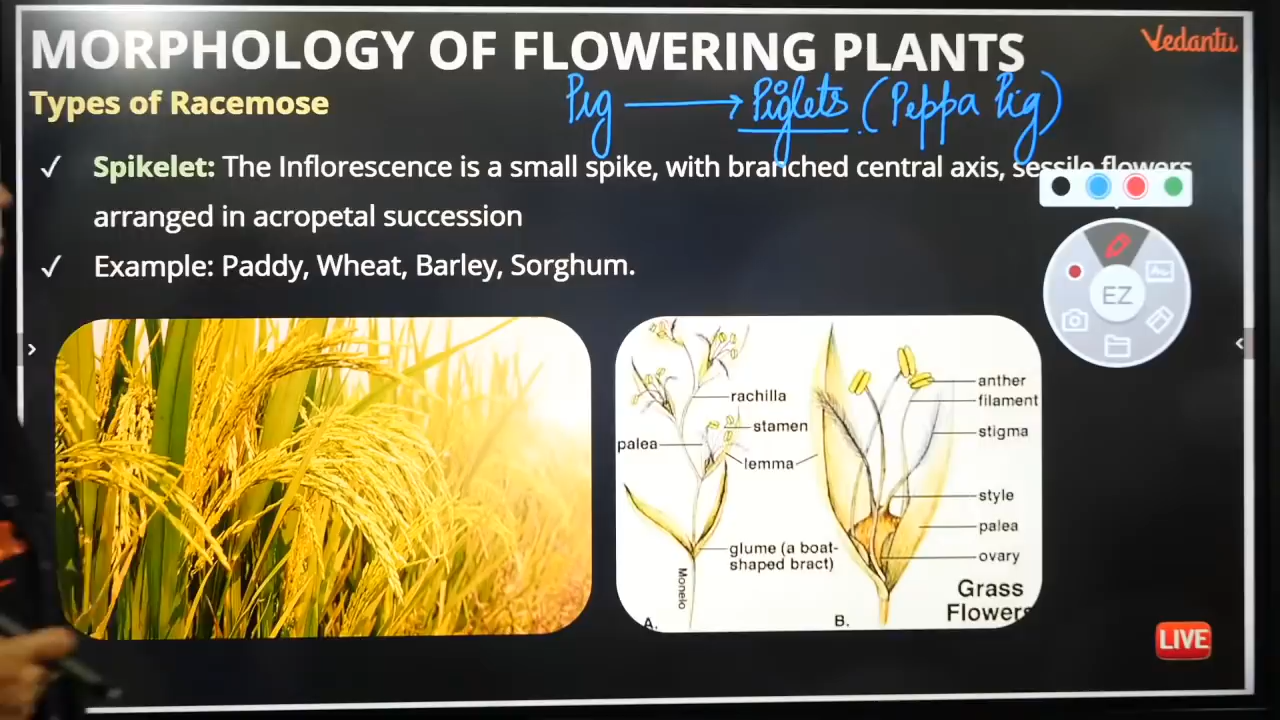 MORPHOLOGY OF FLOWERING PLANTS
Vedantu
Types of Racemose
Pig → Piglets (Peppa Pig)
✓ Spikelet: The Inflorescence is a small spike, with branched central axis, sessile flowers
arranged in acropetal succession
✓ Example: Paddy, Wheat, Barley, Sorghum.
EZ
rachilla
stamen
palea
lemma
glume (a boat-
shaped bract)
Monelo
A.
anther
filament
stigma
style
palea
ovary
Grass
Flowers
B.
LIVE